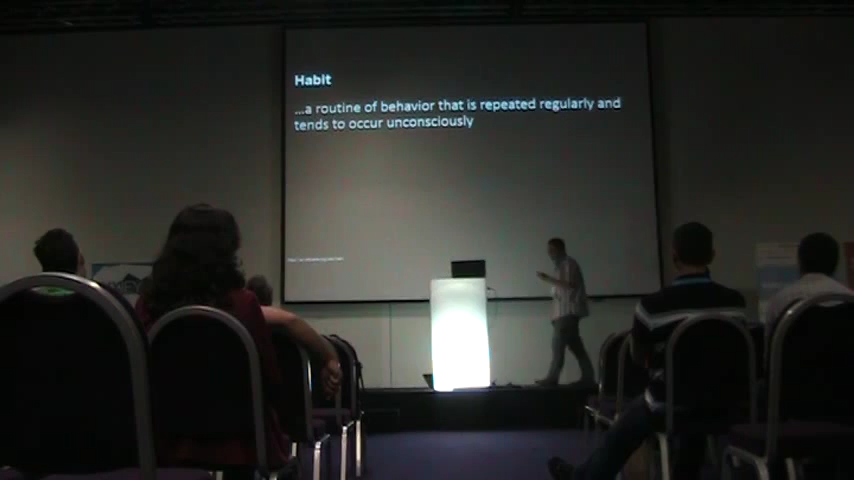 Habit
...a routine of behavior that is repeated regularly and
tends to occur unconsciously